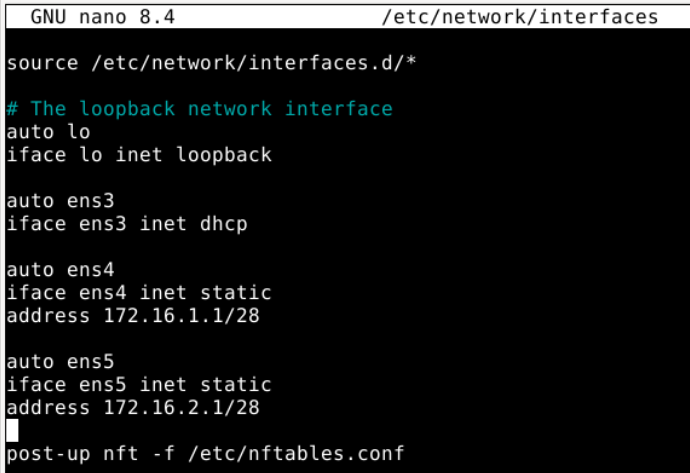 GNU nano 8.4 /etc/network/interfaces
source /etc/network/interfaces.d/*
# The loopback network interface
auto lo
iface lo inet loopback
auto ens3
iface ens3 inet dhcp
auto ens4
iface ens4 inet static
address 172.16.1.1/28
auto ens5
iface ens5 inet static
address 172.16.2.1/28
post-up nft -f /etc/nftables.conf